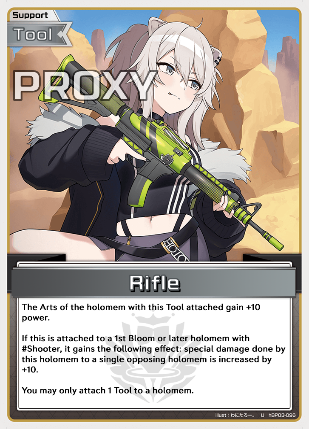 Support
Tool
PROXY
Rifle
The Arts of the holomem with this Tool attached gain +10
power.
If this is attached to a 1st Bloom or later holomem with
#Shooter, it gains the following effect: special damage done by
this holomem to a single opposing holomem is increased by
+10.
You may only attach 1 Tool to a holomem.